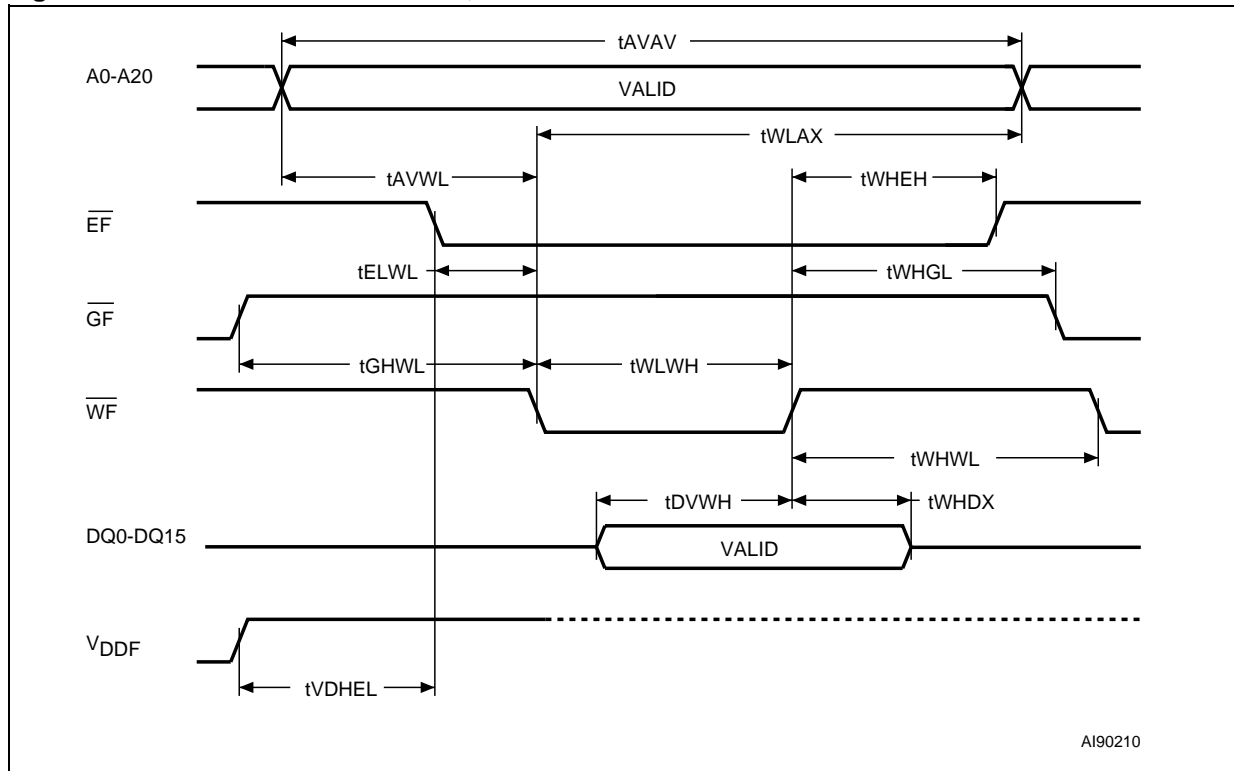 tAVAV
A0-A20
VALID
tWLAX
tAVWL
tWHEH
EF
tELWL
tWHGL
GF
tGHWL
tWLWH
WF
tWHWL
tDVWH
tWHDX
DQ0-DQ15
VALID
VDDF
tVDHEL
AI90210